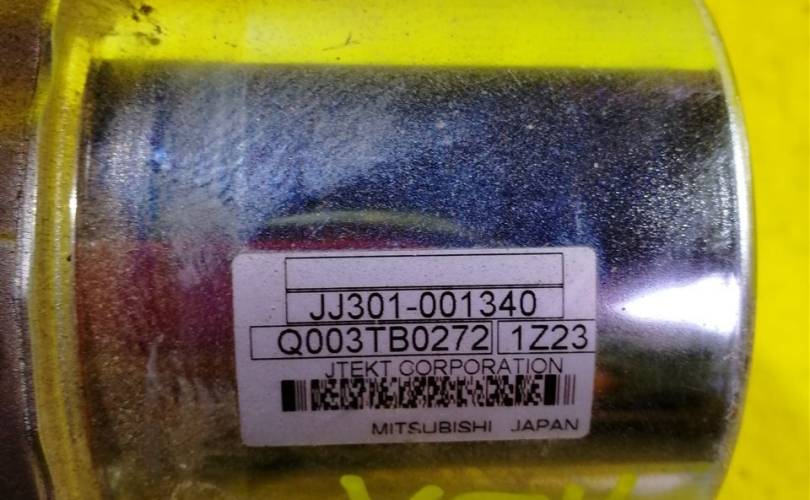 JJ301-001340
Q003TB0272 1Z23
JTEKT CORPORATION
MITSUBISHI JAPAN